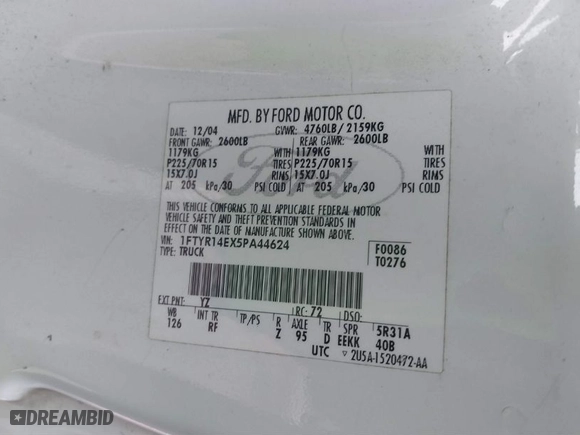 MFD. BY FORD MOTOR CO.
DATE: 12/04 GVWR: 4760LB/ 2159KG
FRONT GAWR: 2600LB REAR GAWR: 2600LB
1179KG WITH 1179KG WITH
P225/70R15 TIRES P225/70R15 TIRES
15X7.0J RIMS 15X7.0J RIMS
AT 205 kPa/30 PSI COLD AT 205 kPa/30 PSI COLD
Ford
THIS VEHICLE CONFORMS TO ALL APPLICABLE FEDERAL MOTOR
VEHICLE SAFETY AND THEFT PREVENTION STANDARDS IN
EFFECT ON THE DATE OF MANUFACTURE SHOWN ABOVE.
VIN: 1FTYR14EX5PA44624 F0086
TYPE: TRUCK T0276
EXT PNT: YZ RC: 72 DSO:
WB INT TR TP/PS R AXLE TR SPR 5R31A
126 RF Z 95 D EEKK 40B
UTC ▽ 2U5A-1520472-AA
DREAMBID